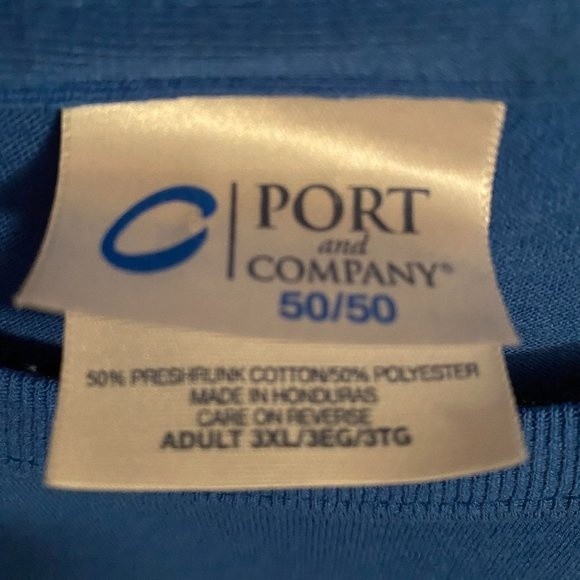 PORT
and
COMPANY®
50/50
50% PRESHRUNK COTTON/50% POLYESTER
MADE IN HONDURAS
CARE ON REVERSE
ADULT 3XL/3EG/3TG